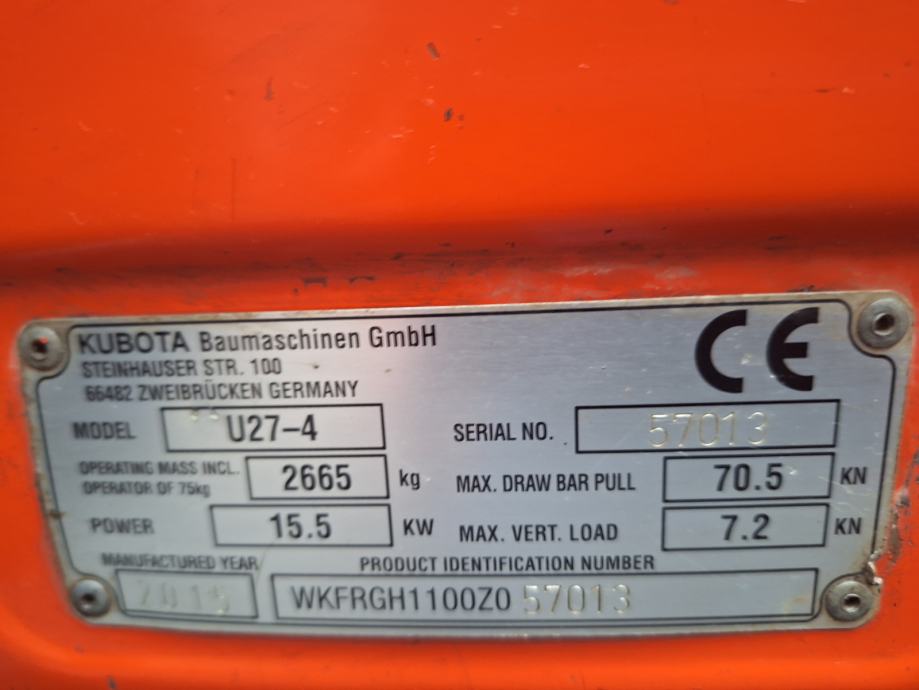 KUBOTA Baumaschinen GmbH
STEINHAUSER STR. 100
66482 ZWEIBRÜCKEN GERMANY
CE
MODEL U27-4
SERIAL NO. 57013
OPERATING MASS INCL.
OPERATOR OF 75kg 2665 kg
MAX. DRAW BAR PULL 70.5 KN
POWER 15.5 KW
MAX. VERT. LOAD 7.2 KN
MANUFACTURED YEAR
PRODUCT IDENTIFICATION NUMBER
WKFRGH1100Z0 57013